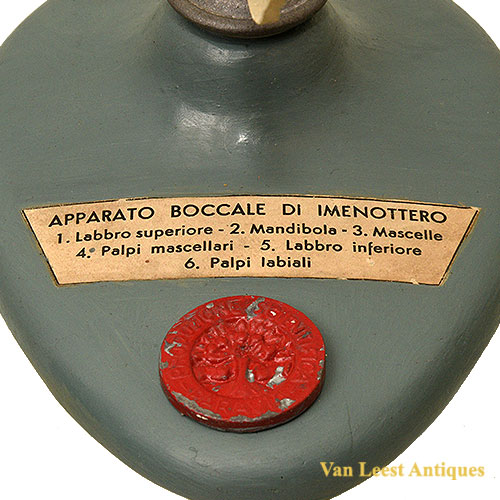 APPARATO BOCCALE DI IMENOTTERO
1. Labbro superiore - 2. Mandibola - 3. Mascelle
4.° Palpi mascellari - 5. Labbro inferiore
6. Palpi labiali
Van Leest Antiques